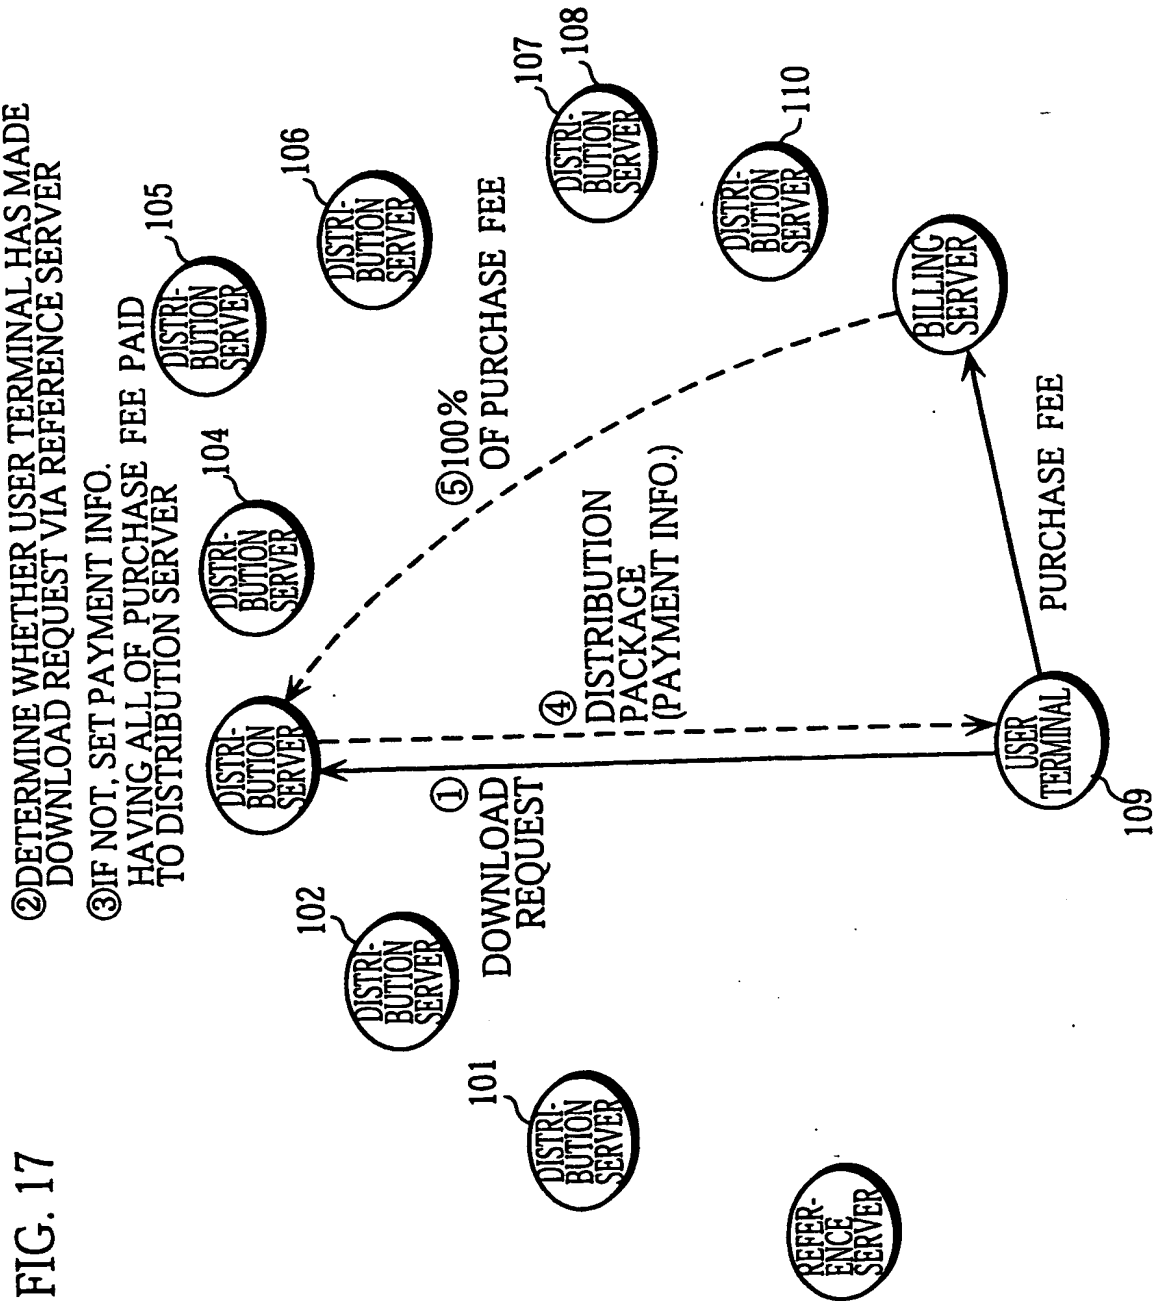 FIG. 17
②DETERMINE WHETHER USER TERMINAL HAS MADE
DOWNLOAD REQUEST VIA REFERENCE SERVER
③IF NOT, SET PAYMENT INFO.
HAVING ALL OF PURCHASE FEE PAID
TO DISTRIBUTION SERVER
105
DISTRI-
BUTION
SERVER
104
DISTRI-
BUTION
SERVER
106
DISTRI-
BUTION
SERVER
DISTRI-
BUTION
SERVER
102
DISTRI-
BUTION
SERVER
101
DISTRI-
BUTION
SERVER
107
108
DISTRI-
BUTION
SERVER
110
DISTRI-
BUTION
SERVER
①
DOWNLOAD
REQUEST
⑤100%
OF PURCHASE FEE
④
DISTRIBUTION
PACKAGE
(PAYMENT INFO.)
REFER-
ENCE
SERVER
BILLING
SERVER
USER
TERMINAL
109
PURCHASE FEE